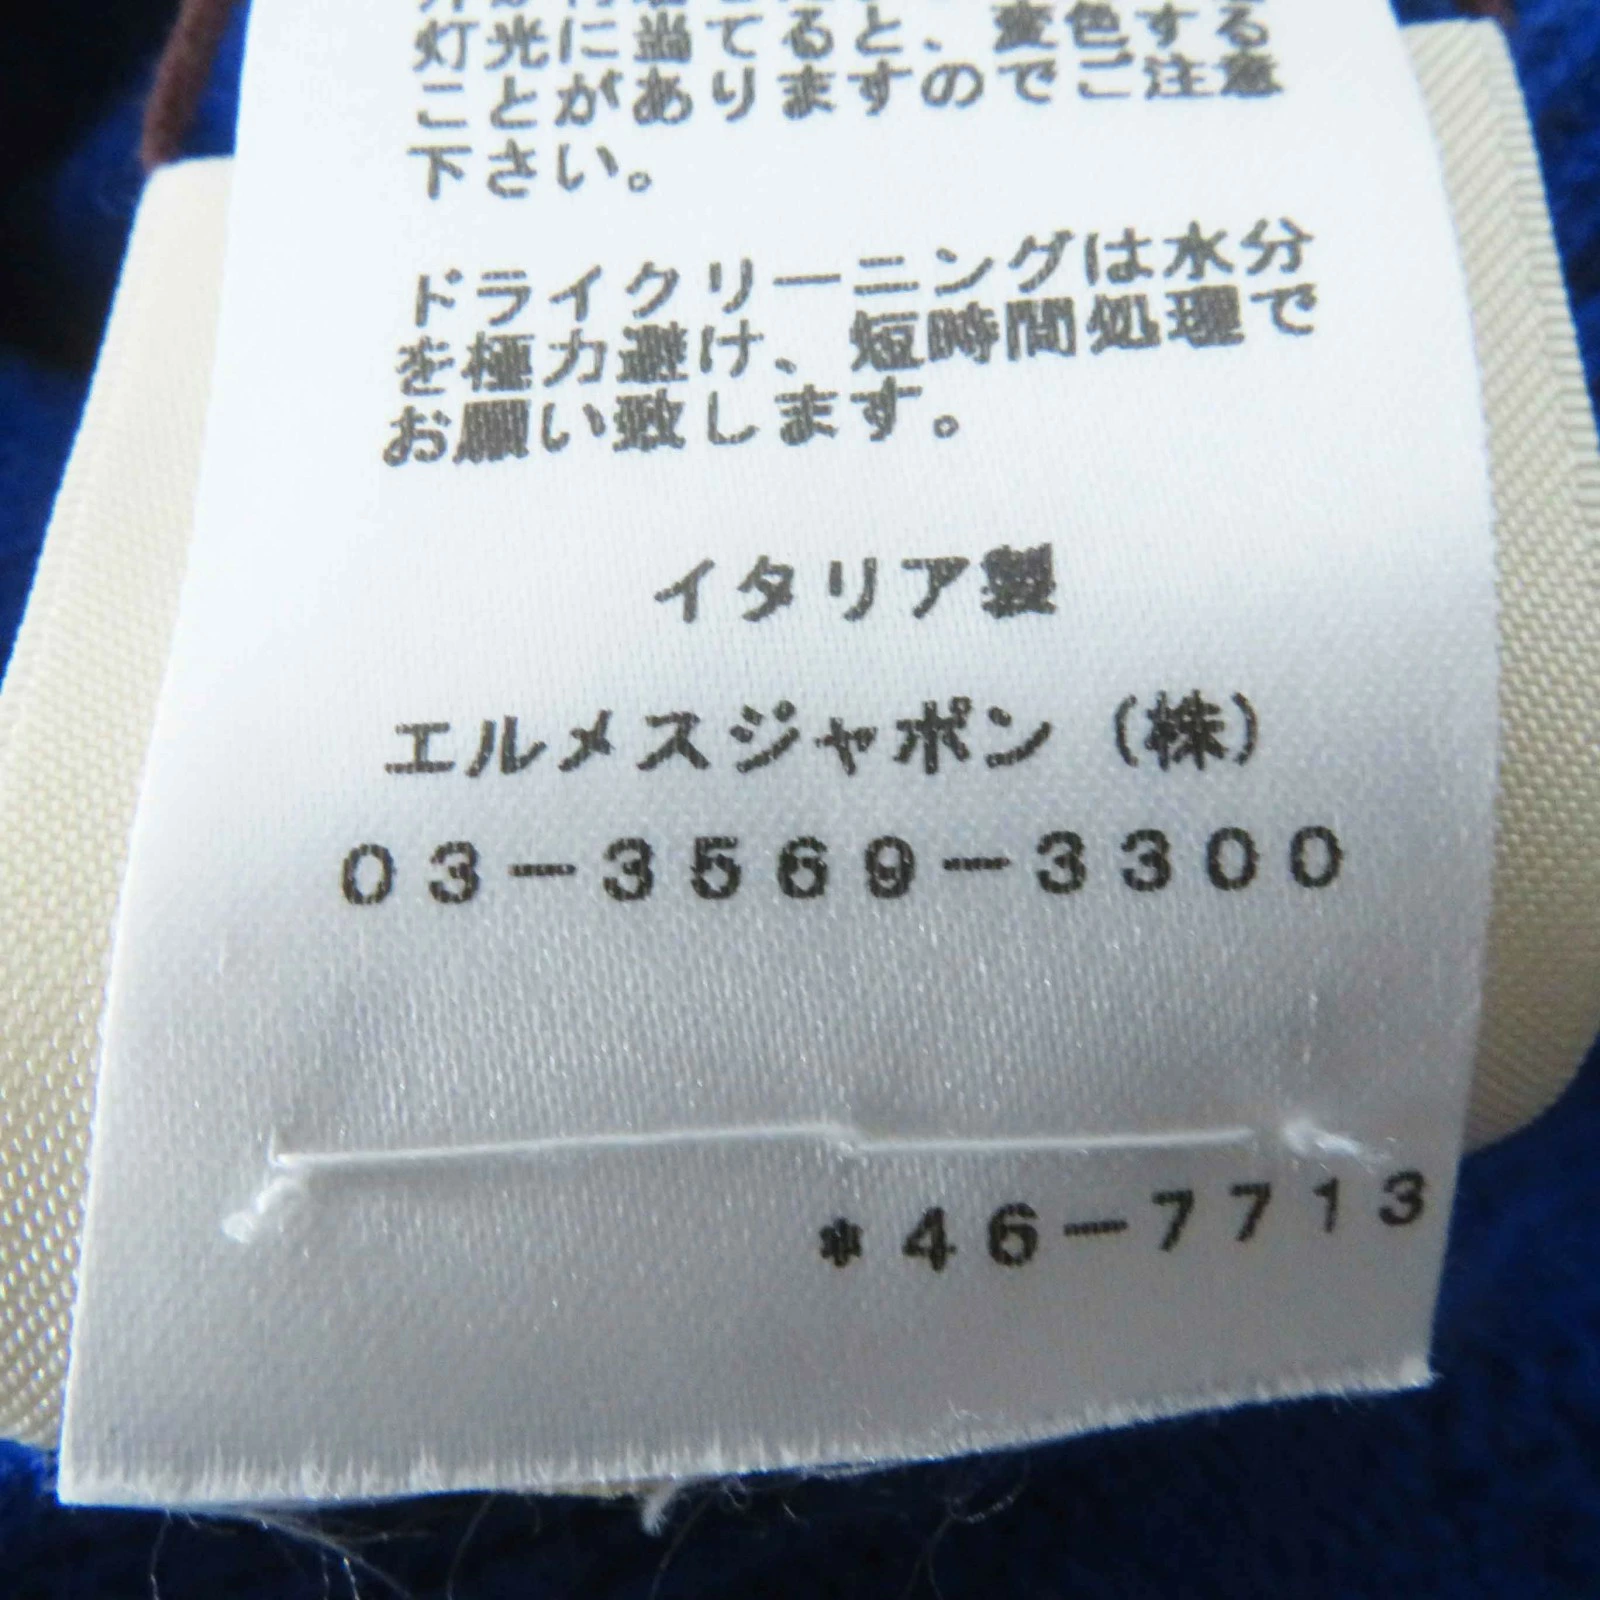 灯光に当てると、変色する
ことがありますのでご注意
下さい。
ドライクリーニングは水分
を極力避け、短時間処理で
お願い致します。
イタリア製
エルメスジャポン（株）
03-3569-3300
*46-7713